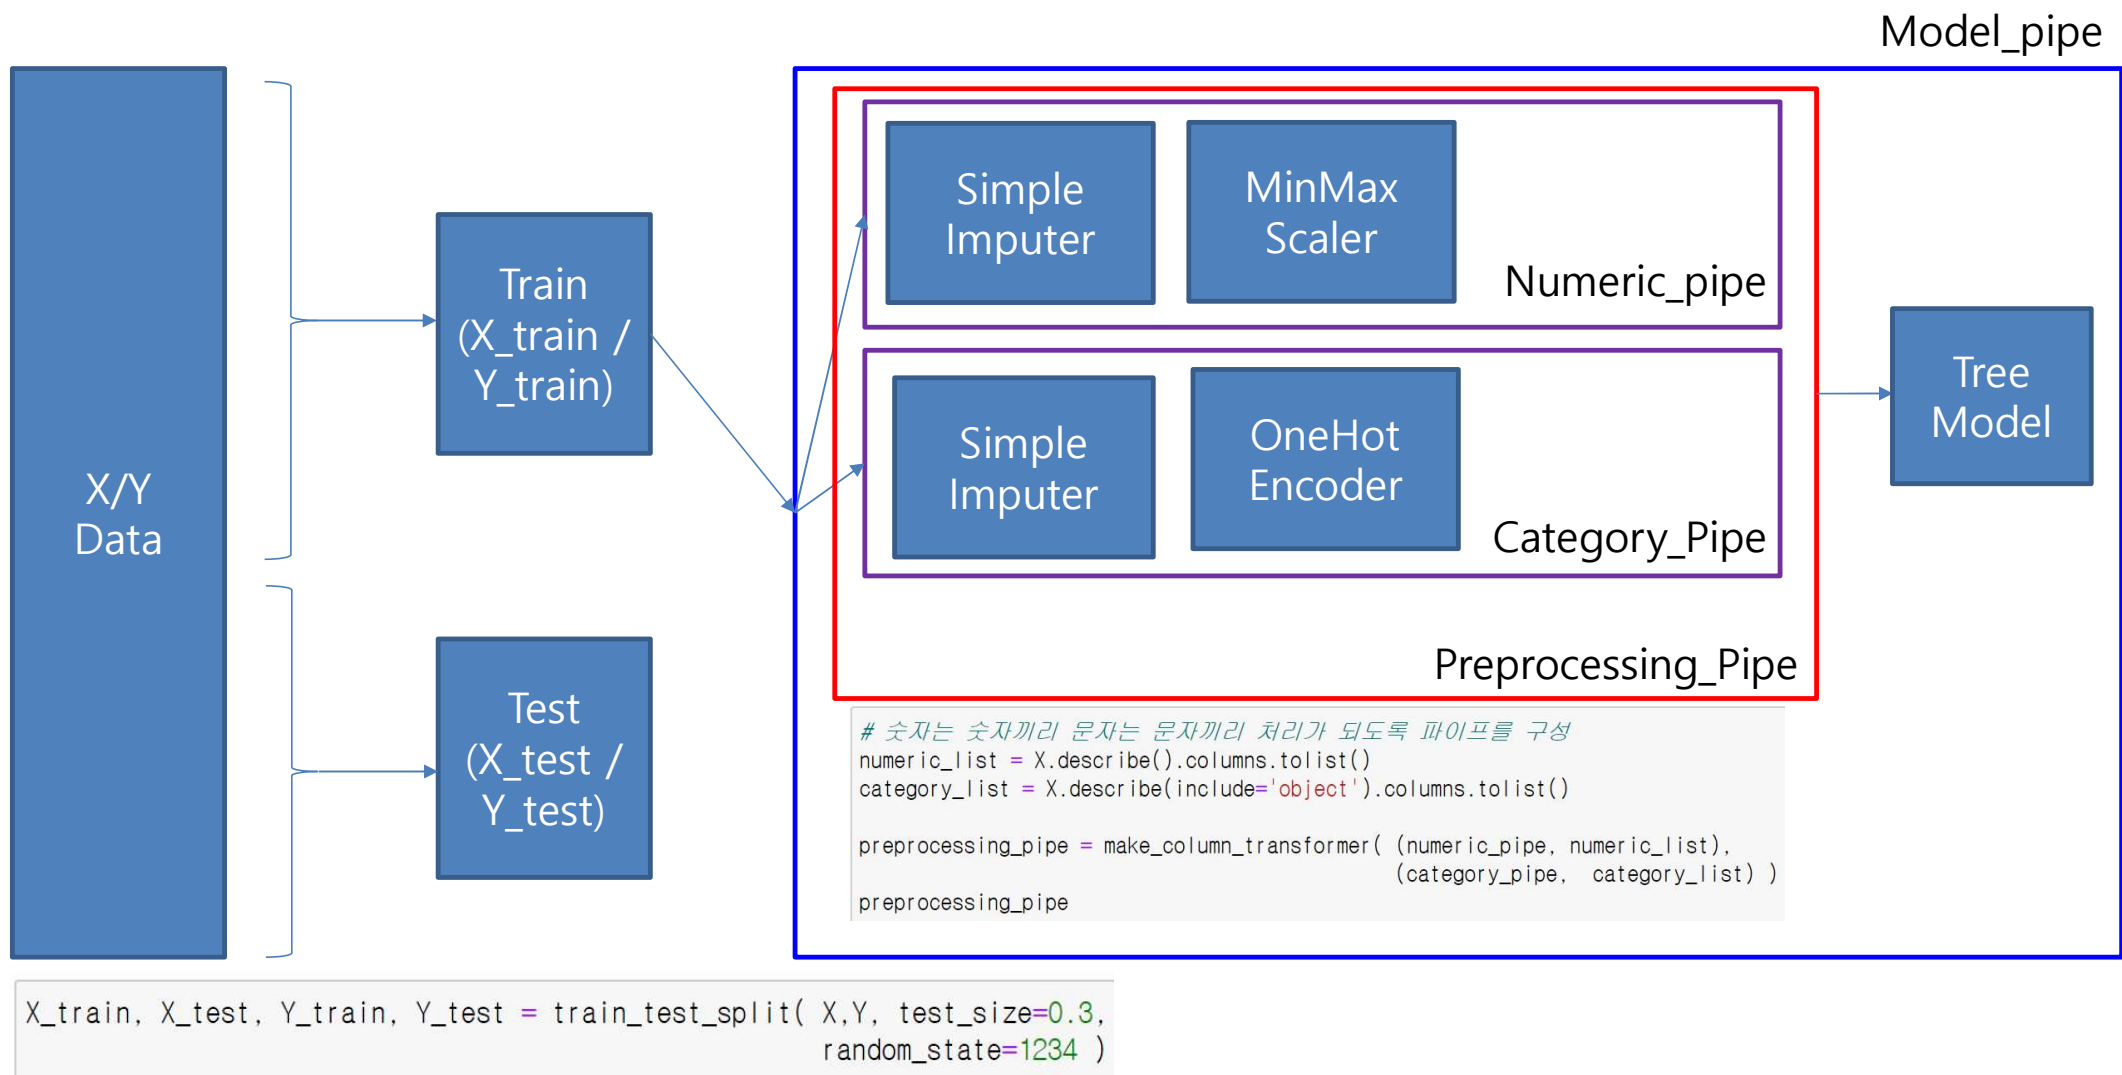 Model_pipe
X/Y
Data
Train
(X_train /
Y_train)
Test
(X_test /
Y_test)
Simple
Imputer
MinMax
Scaler
Numeric_pipe
Simple
Imputer
OneHot
Encoder
Category_Pipe
Preprocessing_Pipe
Tree
Model
# 숫자는 숫자끼리 문자는 문자끼리 처리가 되도록 파이프를 구성
numeric_list = X.describe().columns.tolist()
category_list = X.describe(include='object').columns.tolist()
preprocessing_pipe = make_column_transformer( (numeric_pipe, numeric_list),
(category_pipe, category_list) )
preprocessing_pipe
X_train, X_test, Y_train, Y_test = train_test_split( X,Y, test_size=0.3,
random_state=1234 )